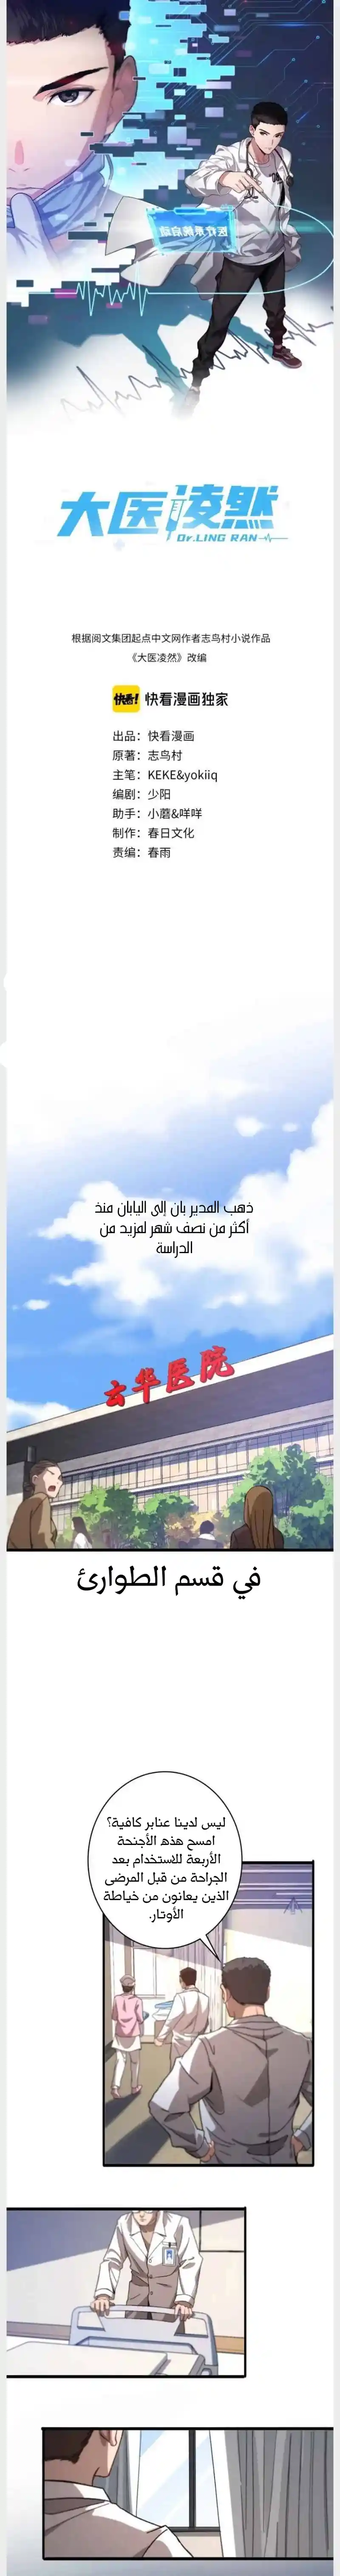 医疗系统启动
大医凌然
Dr.LING RAN
根据阅文集团起点中文网作者志鸟村小说作品
《大医凌然》改编
快看! 快看漫画独家
出品：快看漫画
原著：志鸟村
主笔：KEKE&yokiiq
编剧：少阳
助手：小蘑&咩咩
制作：春日文化
责编：春雨
ذهب المدير بان إلى اليابان منذ
أكثر من نصف شهر لمزيد من
الدراسة
云华医院
في قسم الطوارئ
ليس لدينا عنابر كافية؟
امسح هذه الأجنحة
الأربعة للاستخدام بعد
الجراحة من قبل المرضى
الذين يعانون من خياطة
الأوتار.